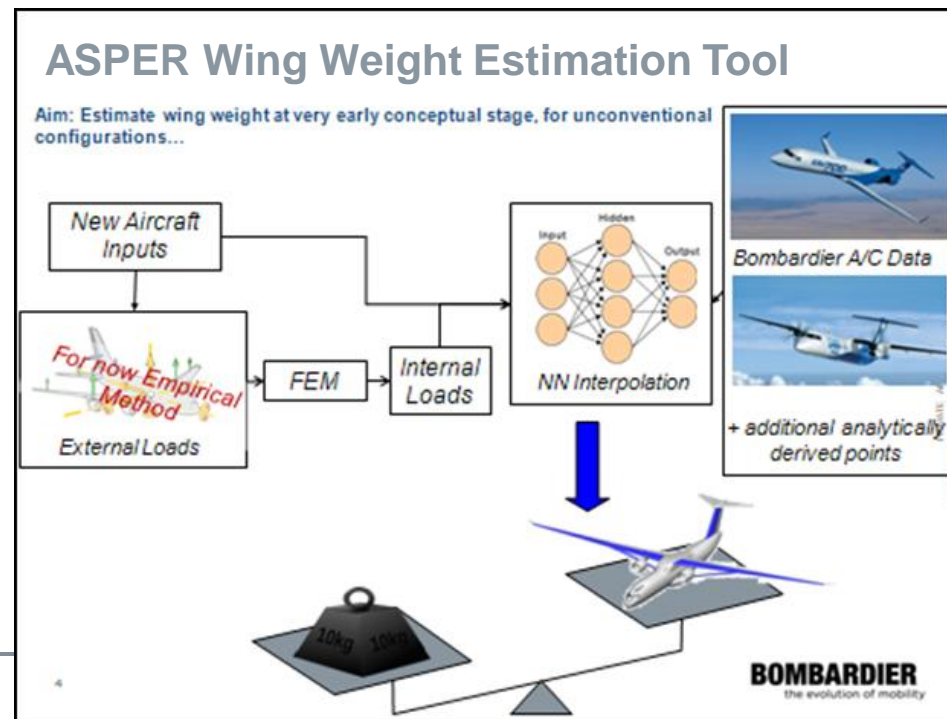 ASPER Wing Weight Estimation Tool
Aim: Estimate wing weight at very early conceptual stage, for unconventional
configurations...
New Aircraft
Inputs
For now Empirical
Method
External Loads
FEM
Internal
Loads
Input
Hidden
Output
NN Interpolation
Bombardier A/C Data
+ additional analytically
derived points
10kg 10kg
4
BOMBARDIER
the evolution of mobility